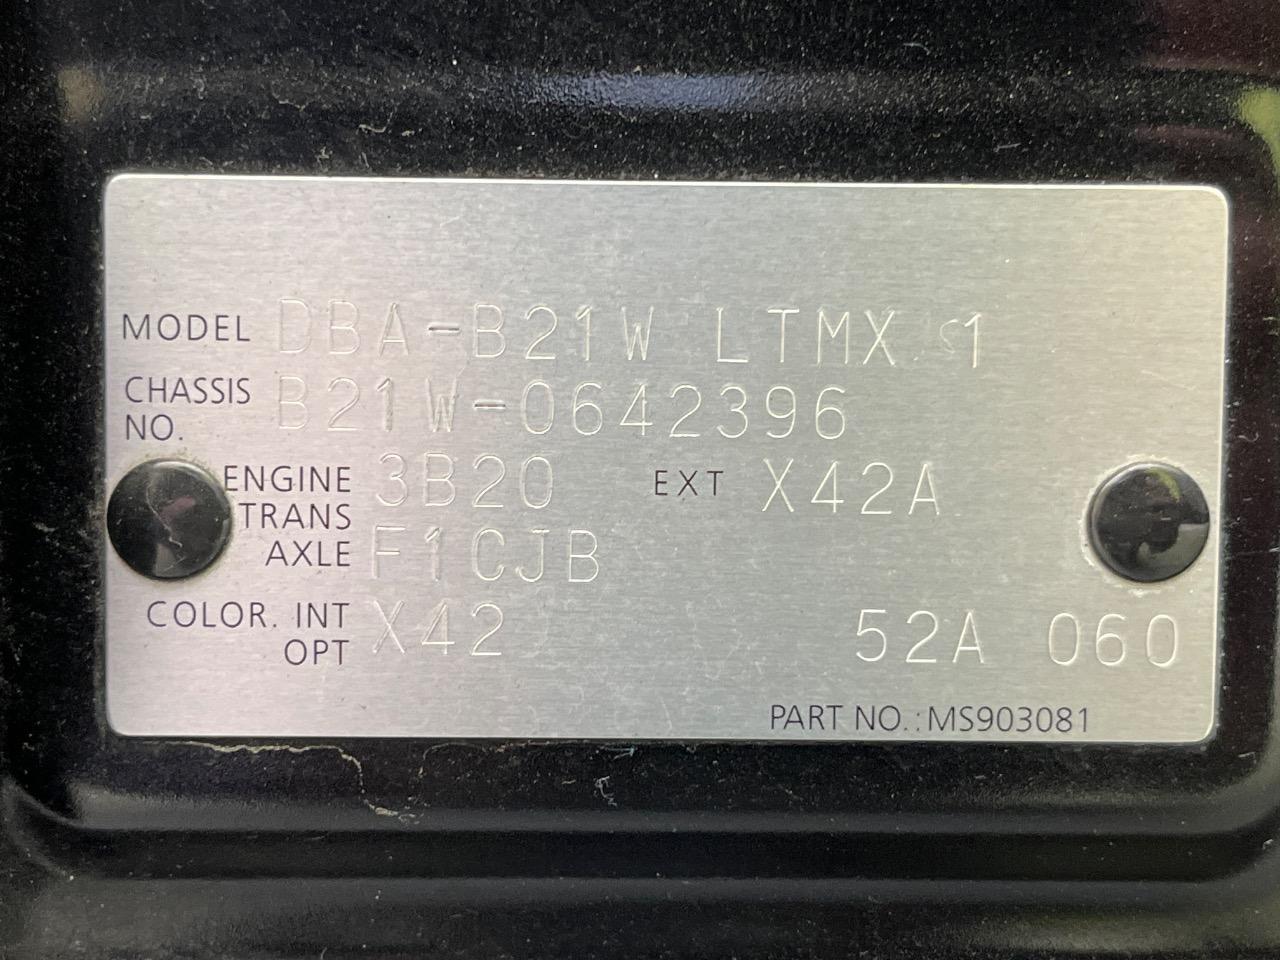 MODEL DBA-B21W LTMX S1
CHASSIS NO. B21W-0642396
ENGINE 3B20 EXT X42A
TRANS AXLE F1CJB
COLOR. INT OPT X42 52A 060
PART NO.: MS903081